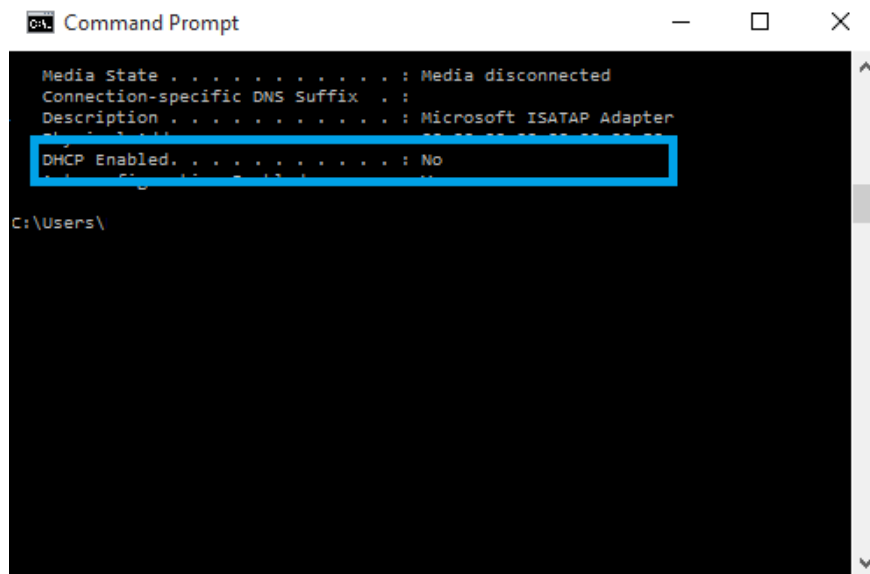 Command Prompt
Media State . . . . . . . . . . . : Media disconnected
Connection-specific DNS Suffix . :
Description . . . . . . . . . . . : Microsoft ISATAP Adapter
DHCP Enabled. . . . . . . . . . . : No
C:\Users\